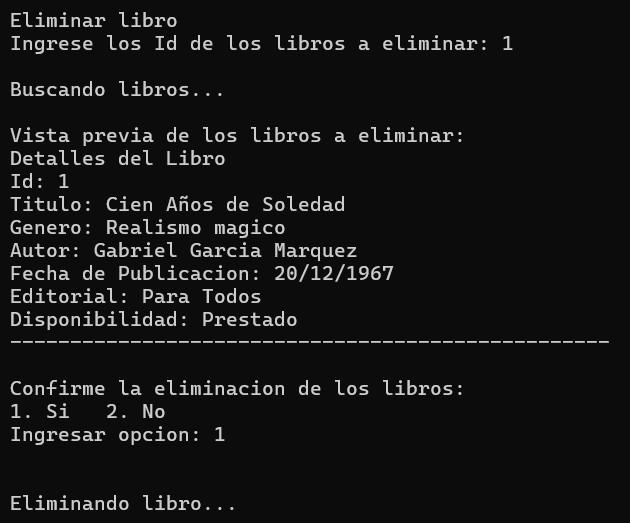 Eliminar libro
Ingrese los Id de los libros a eliminar: 1
Buscando libros...
Vista previa de los libros a eliminar:
Detalles del Libro
Id: 1
Titulo: Cien Años de Soledad
Genero: Realismo magico
Autor: Gabriel Garcia Marquez
Fecha de Publicacion: 20/12/1967
Editorial: Para Todos
Disponibilidad: Prestado
--------------------------------------------------
Confirme la eliminacion de los libros:
1. Si   2. No
Ingresar opcion: 1
Eliminando libro...